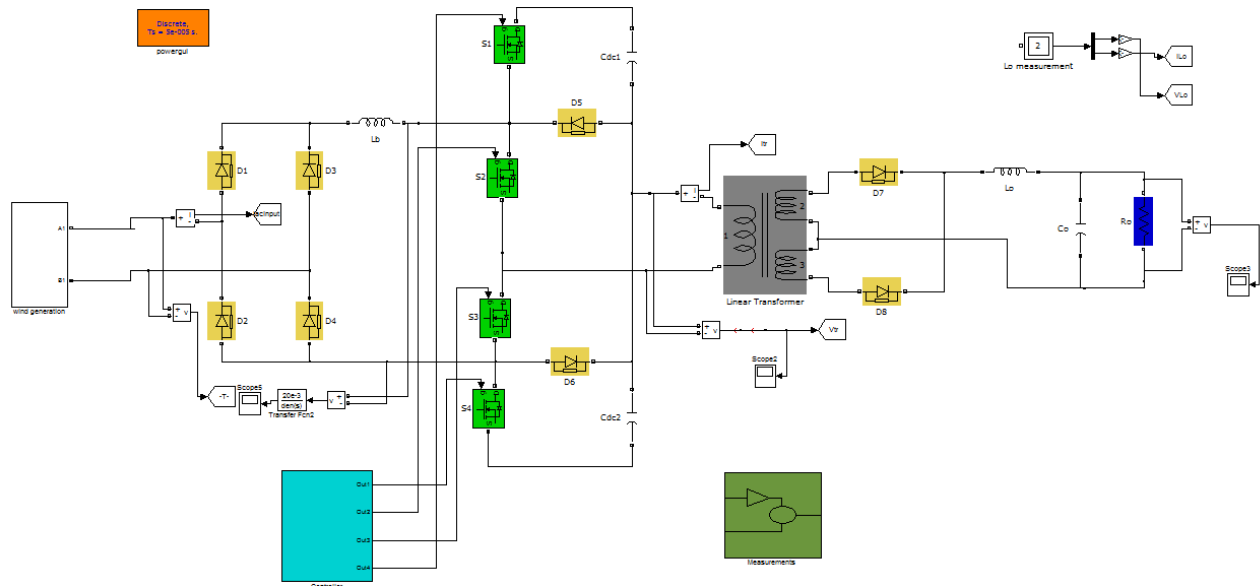 Discrete,
Ts = 5e-005 s.
powergui
S1
Cdc1
2
Lo measurement
ILo
VLo
D5
Lb
D1
D3
S2
Itr
D7
Lo
acinput
A1
B1
wind generation
v
1
2
3
Linear Transformer
Co
Ro
v
Scope3
D2
D4
S3
D8
v
Vtr
Scope2
D6
-T-
Scope5
20e-3
den(s)
Transfer Fcn2
v
S4
Cdc2
Out1
Out2
Out3
Out4
Controller
Measurements